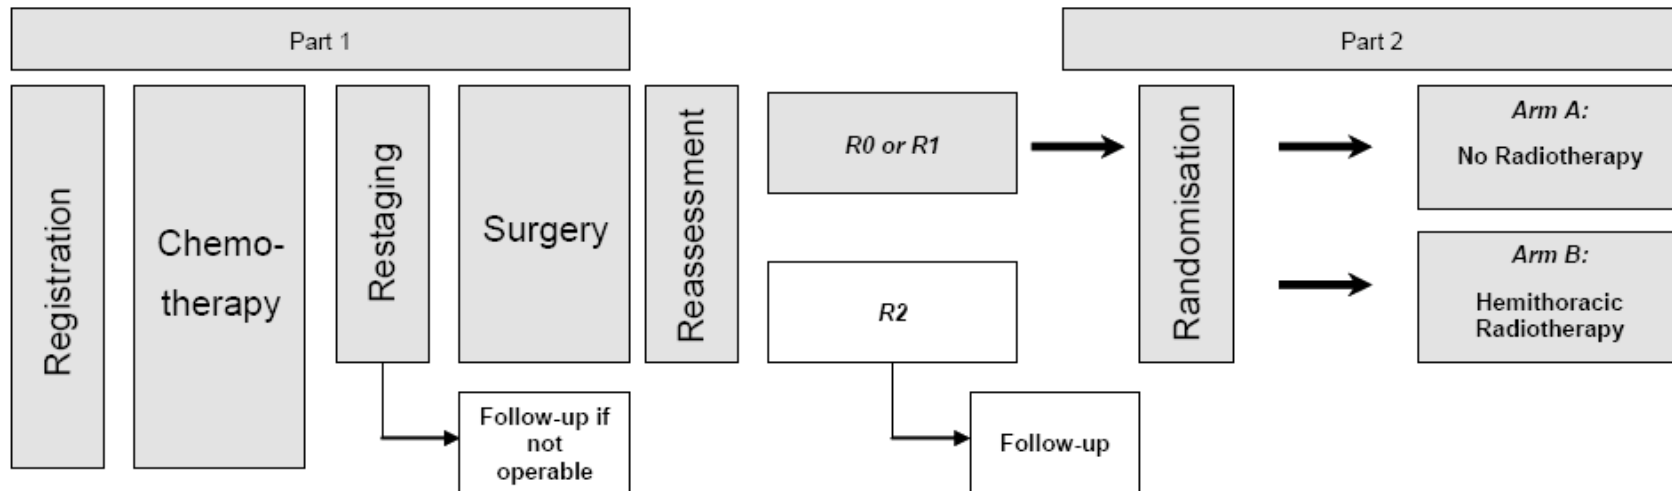 Part 1
Part 2
Registration
Chemo-
therapy
Restaging
Surgery
Reassessment
R0 or R1
R2
Randomisation
Arm A:
No Radiotherapy
Arm B:
Hemithoracic
Radiotherapy
Follow-up if
not
operable
Follow-up